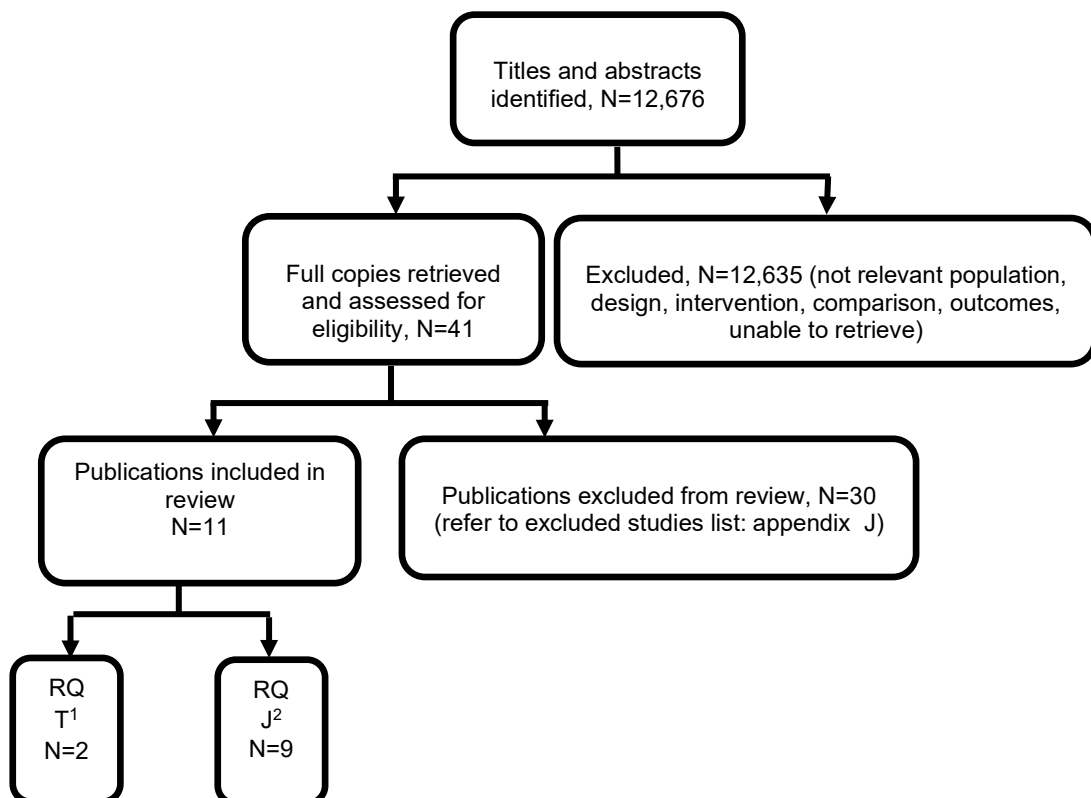 Titles and abstracts
identified, N=12,676
Full copies retrieved
and assessed for
eligibility, N=41
Excluded, N=12,635 (not relevant population,
design, intervention, comparison, outcomes,
unable to retrieve)
Publications included in
review
N=11
Publications excluded from review, N=30
(refer to excluded studies list: appendix J)
RQ
T¹
N=2
RQ
J²
N=9